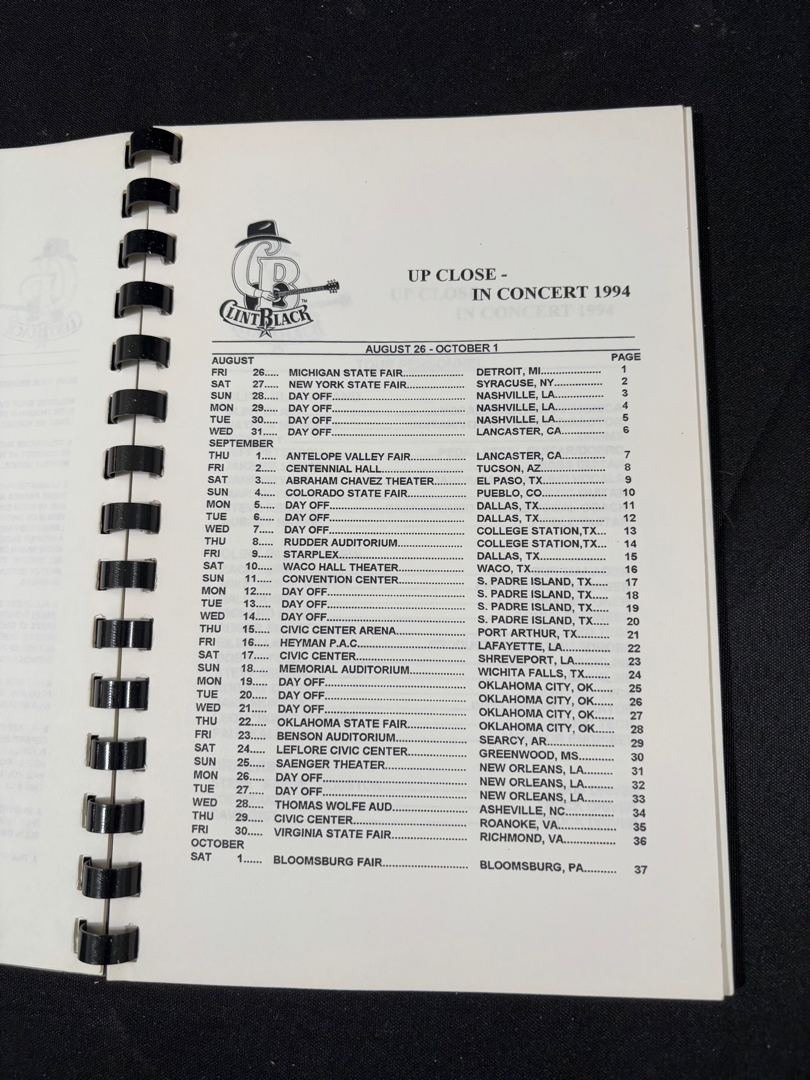 CB
CLINT BLACK™
UP CLOSE -
IN CONCERT 1994
AUGUST 26 - OCTOBER 1
AUGUST PAGE
FRI 26..... MICHIGAN STATE FAIR..................... DETROIT, MI..................... 1
SAT 27..... NEW YORK STATE FAIR.................... SYRACUSE, NY................ 2
SUN 28..... DAY OFF............................................... NASHVILLE, LA................ 3
MON 29..... DAY OFF............................................... NASHVILLE, LA................ 4
TUE 30..... DAY OFF............................................... NASHVILLE, LA................ 5
WED 31..... DAY OFF............................................... LANCASTER, CA.............. 6
SEPTEMBER
THU 1..... ANTELOPE VALLEY FAIR................... LANCASTER, CA.............. 7
FRI 2..... CENTENNIAL HALL............................ TUCSON, AZ..................... 8
SAT 3..... ABRAHAM CHAVEZ THEATER........... EL PASO, TX..................... 9
SUN 4..... COLORADO STATE FAIR................... PUEBLO, CO..................... 10
MON 5..... DAY OFF............................................... DALLAS, TX...................... 11
TUE 6..... DAY OFF............................................... DALLAS, TX...................... 12
WED 7..... DAY OFF............................................... COLLEGE STATION,TX... 13
THU 8..... RUDDER AUDITORIUM...................... COLLEGE STATION,TX... 14
FRI 9..... STARPLEX........................................... DALLAS, TX...................... 15
SAT 10..... WACO HALL THEATER...................... WACO, TX......................... 16
SUN 11..... CONVENTION CENTER...................... S. PADRE ISLAND, TX..... 17
MON 12..... DAY OFF............................................... S. PADRE ISLAND, TX..... 18
TUE 13..... DAY OFF............................................... S. PADRE ISLAND, TX..... 19
WED 14..... DAY OFF............................................... S. PADRE ISLAND, TX..... 20
THU 15..... CIVIC CENTER ARENA....................... PORT ARTHUR, TX......... 21
FRI 16..... HEYMAN P.A.C.................................... LAFAYETTE, LA.............. 22
SAT 17..... CIVIC CENTER..................................... SHREVEPORT, LA.......... 23
SUN 18..... MEMORIAL AUDITORIUM................... WICHITA FALLS, TX........ 24
MON 19..... DAY OFF............................................... OKLAHOMA CITY, OK...... 25
TUE 20..... DAY OFF............................................... OKLAHOMA CITY, OK...... 26
WED 21..... DAY OFF............................................... OKLAHOMA CITY, OK...... 27
THU 22..... OKLAHOMA STATE FAIR.................... OKLAHOMA CITY, OK...... 28
FRI 23..... BENSON AUDITORIUM....................... SEARCY, AR.................... 29
SAT 24..... LEFLORE CIVIC CENTER................... GREENWOOD, MS........... 30
SUN 25..... SAENGER THEATER........................... NEW ORLEANS, LA......... 31
MON 26..... DAY OFF............................................... NEW ORLEANS, LA......... 32
TUE 27..... DAY OFF............................................... NEW ORLEANS, LA......... 33
WED 28..... THOMAS WOLFE AUD......................... ASHEVILLE, NC................ 34
THU 29..... CIVIC CENTER...................................... ROANOKE, VA.................. 35
FRI 30..... VIRGINIA STATE FAIR......................... RICHMOND, VA................. 36
OCTOBER
SAT 1...... BLOOMSBURG FAIR............................ BLOOMSBURG, PA.......... 37